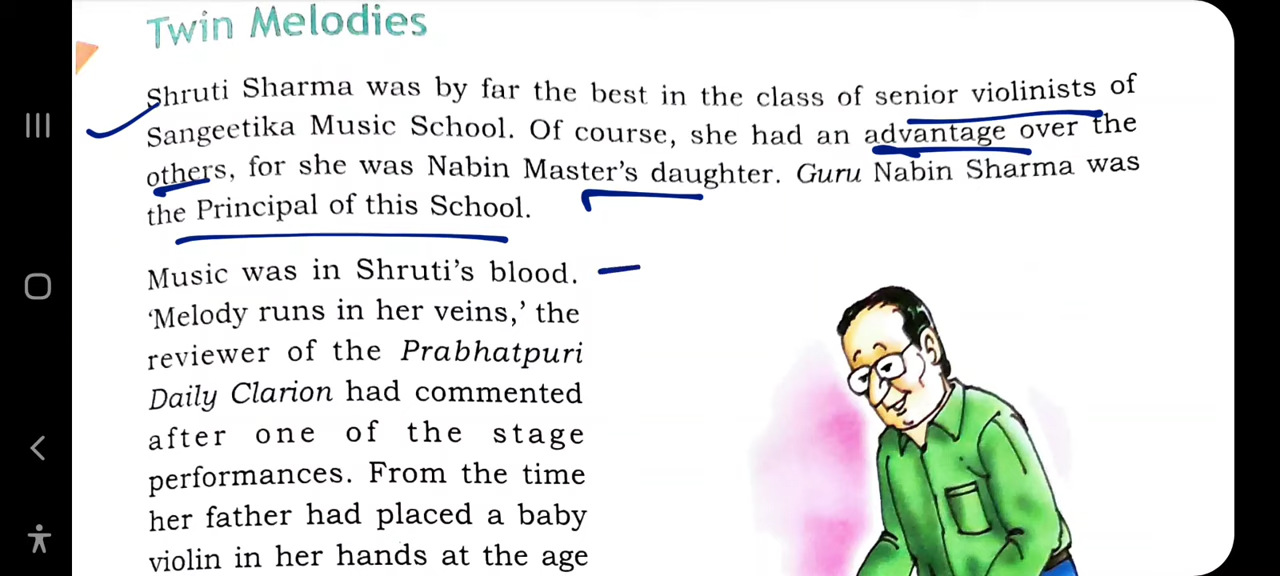 Twin Melodies
Shruti Sharma was by far the best in the class of senior violinists of
Sangeetika Music School. Of course, she had an advantage over the
others, for she was Nabin Master's daughter. Guru Nabin Sharma was
the Principal of this School.
Music was in Shruti's blood.
'Melody runs in her veins,' the
reviewer of the Prabhatpuri
Daily Clarion had commented
after one of the stage
performances. From the time
her father had placed a baby
violin in her hands at the age